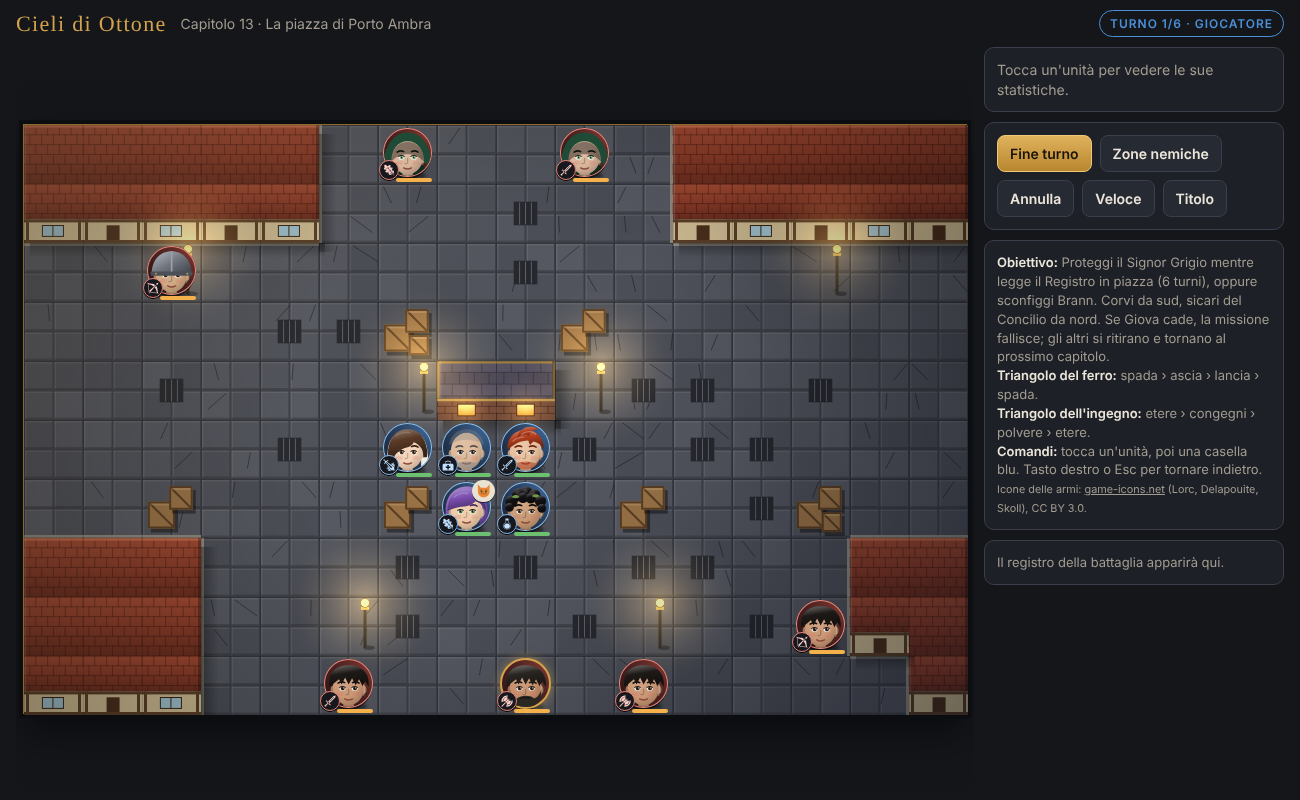 Cieli di Ottone
Capitolo 13 · La piazza di Porto Ambra
TURNO 1/6 · GIOCATORE
Tocca un'unità per vedere le sue
statistiche.
Fine turno
Zone nemiche
Annulla
Veloce
Titolo
Obiettivo: Proteggi il Signor Grigio mentre
legge il Registro in piazza (6 turni), oppure
sconfiggi Brann. Corvi da sud, sicari del
Concilio da nord. Se Giova cade, la missione
fallisce; gli altri si ritirano e tornano al
prossimo capitolo.
Triangolo del ferro: spada › ascia › lancia ›
spada.
Triangolo dell'ingegno: etere › congegni ›
polvere › etere.
Comandi: tocca un'unità, poi una casella
blu. Tasto destro o Esc per tornare indietro.
Icone delle armi: game-icons.net (Lorc, Delapouite,
Skoll), CC BY 3.0.
Il registro della battaglia apparirà qui.